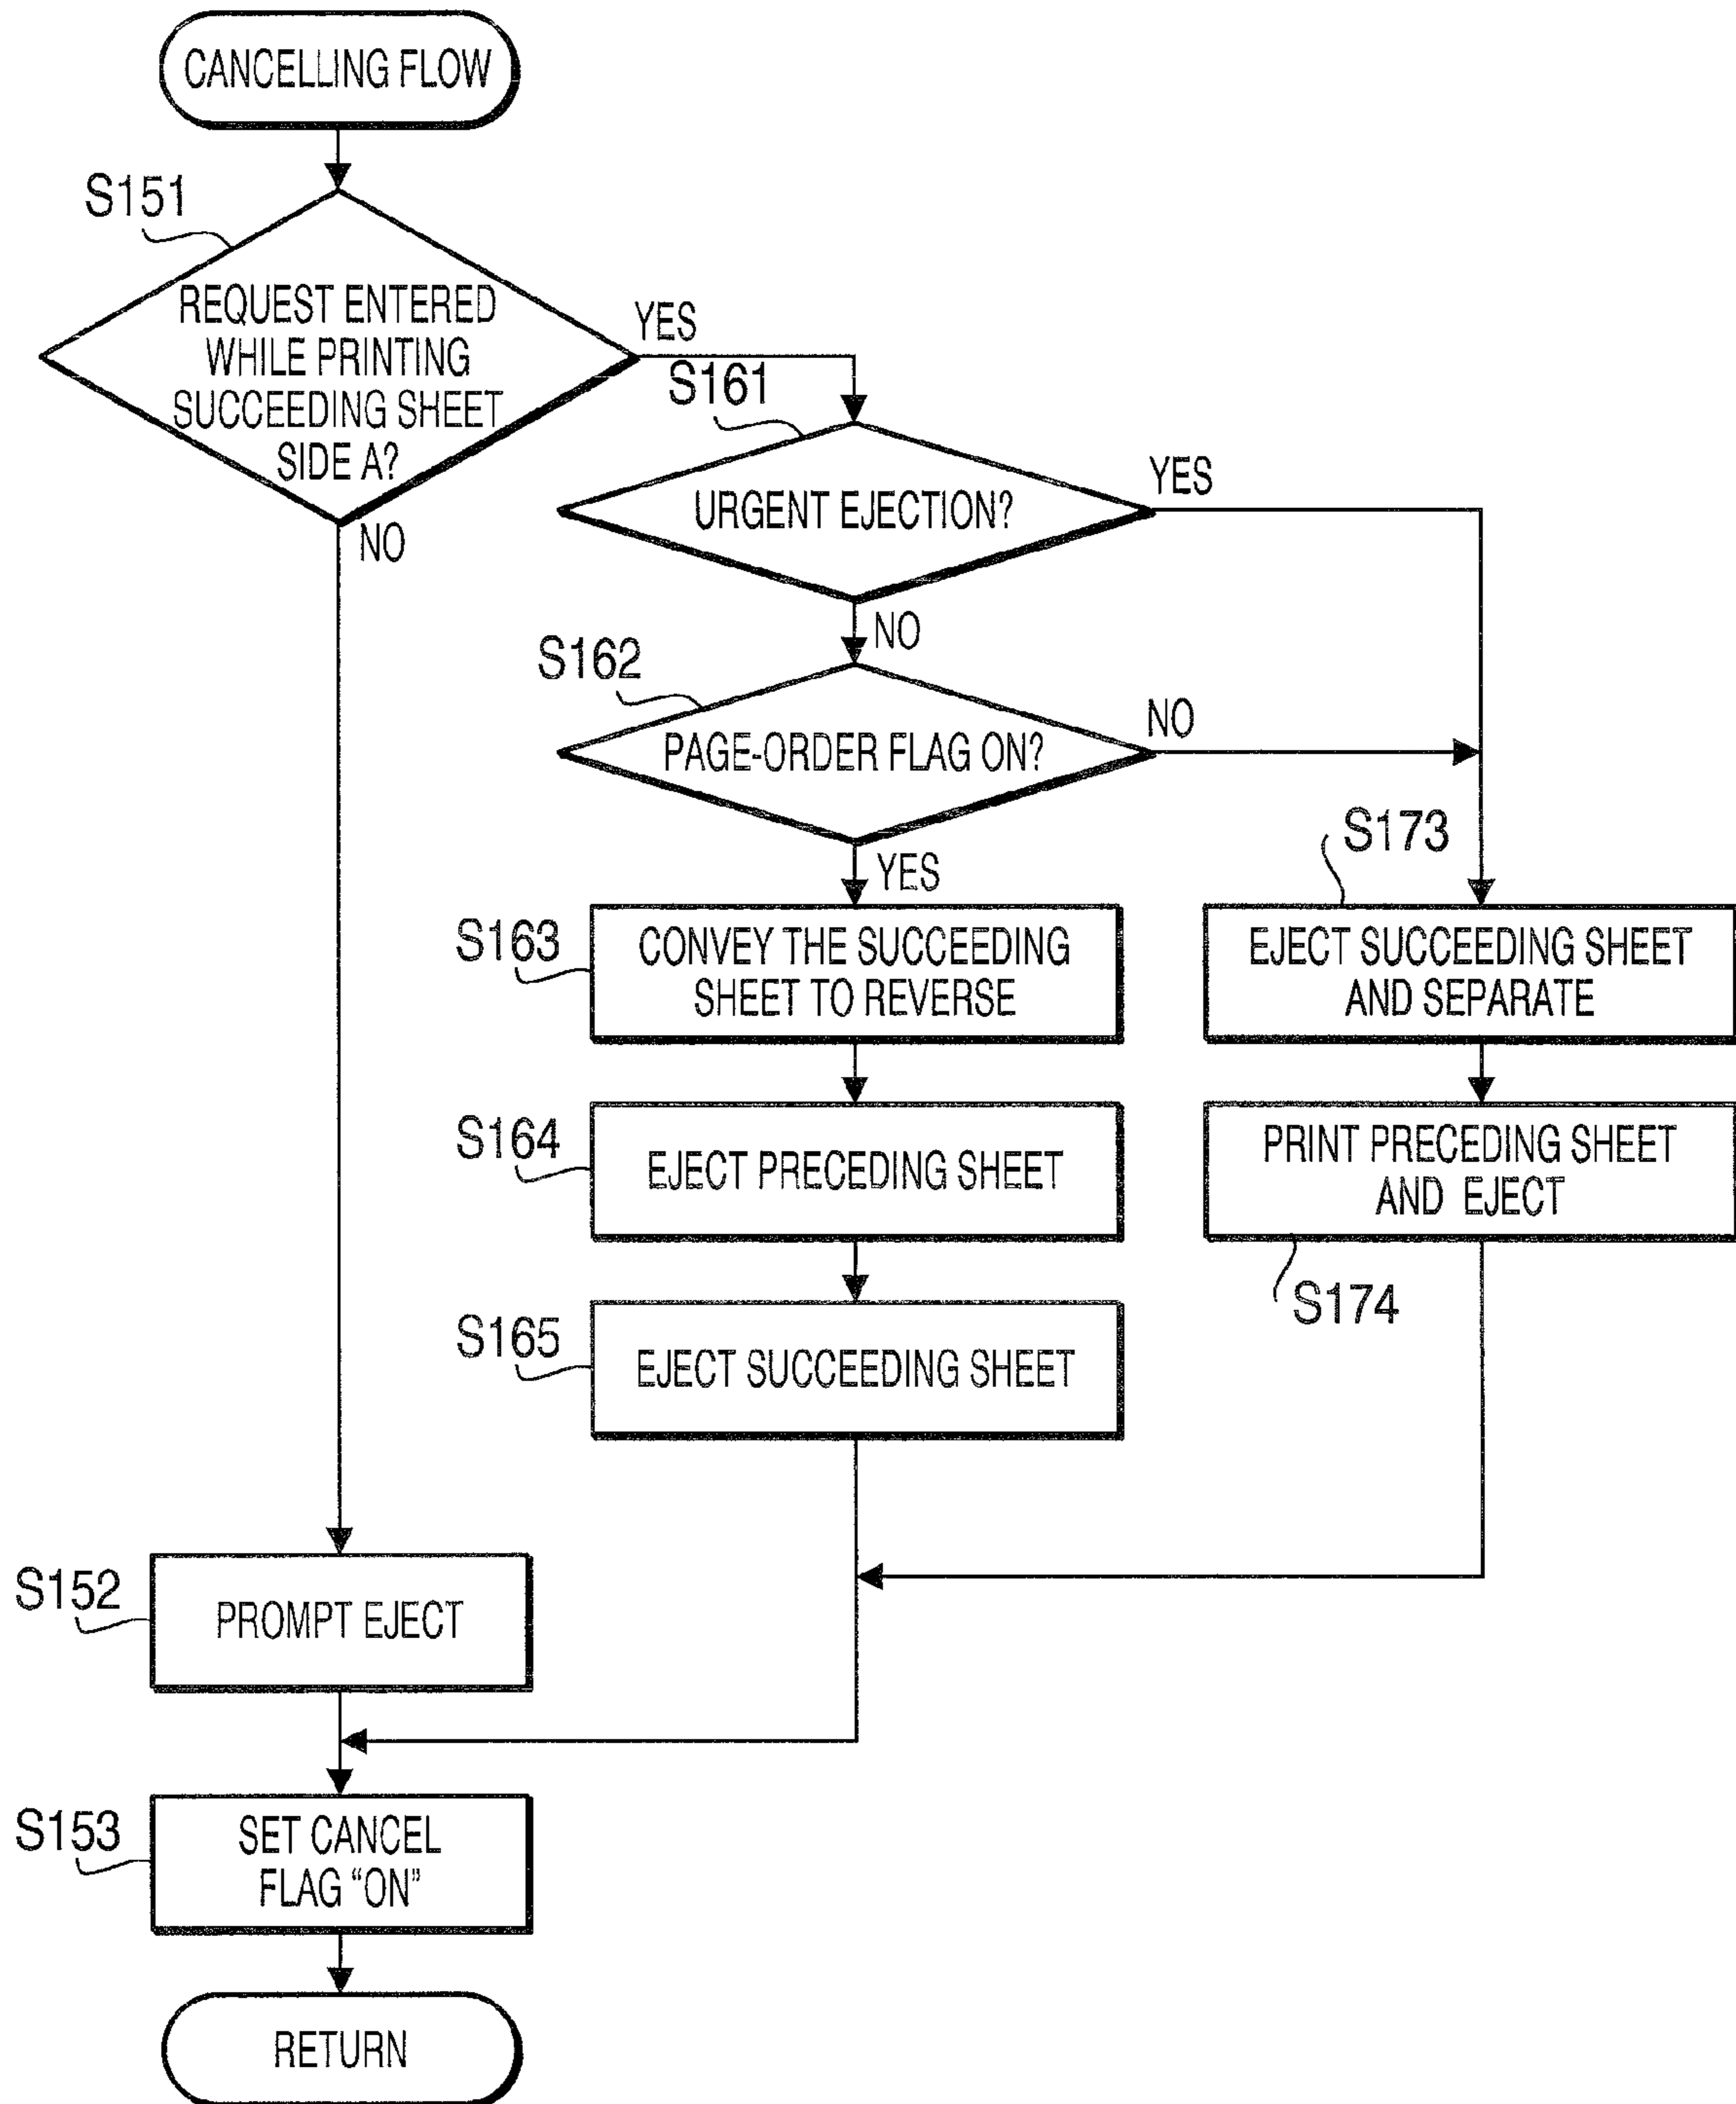 CANCELLING FLOW
S151
REQUEST ENTERED
WHILE PRINTING
SUCCEEDING SHEET
SIDE A?
YES
NO
S161
URGENT EJECTION?
YES
NO
S162
PAGE-ORDER FLAG ON?
NO
YES
S163
CONVEY THE SUCCEEDING
SHEET TO REVERSE
S173
EJECT SUCCEEDING SHEET
AND SEPARATE
S164
EJECT PRECEDING SHEET
PRINT PRECEDING SHEET
AND EJECT
S174
S165
EJECT SUCCEEDING SHEET
S152
PROMPT EJECT
S153
SET CANCEL
FLAG “ON”
RETURN